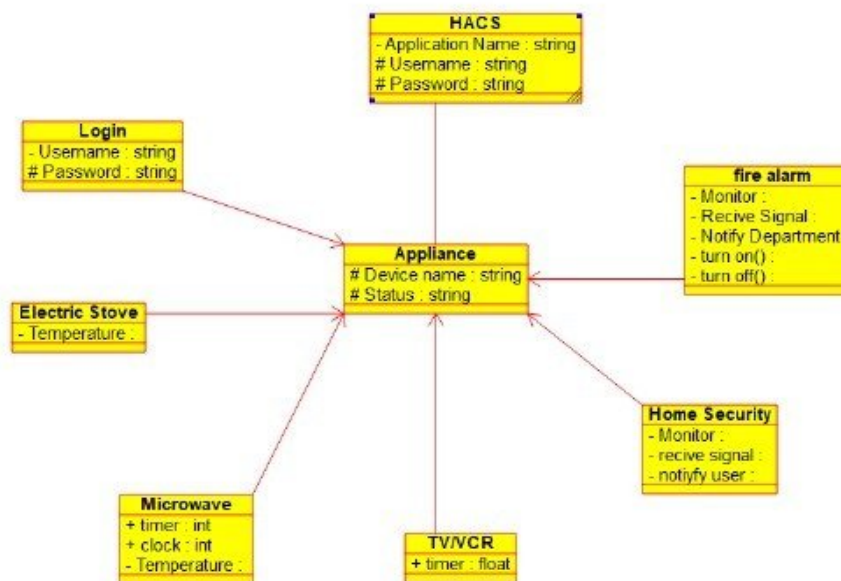 HACS
- Application Name : string
# Username : string
# Password : string
Login
- Username : string
# Password : string
fire alarm
- Monitor :
- Recive Signal :
- Notify Department
- turn on() :
- turn off() :
Appliance
# Device name : string
# Status : string
Electric Stove
- Temperature :
Home Security
- Monitor :
- recive signal :
- notiyfy user :
Microwave
+ timer : int
+ clock : int
- Temperature :
TV/VCR
+ timer : float